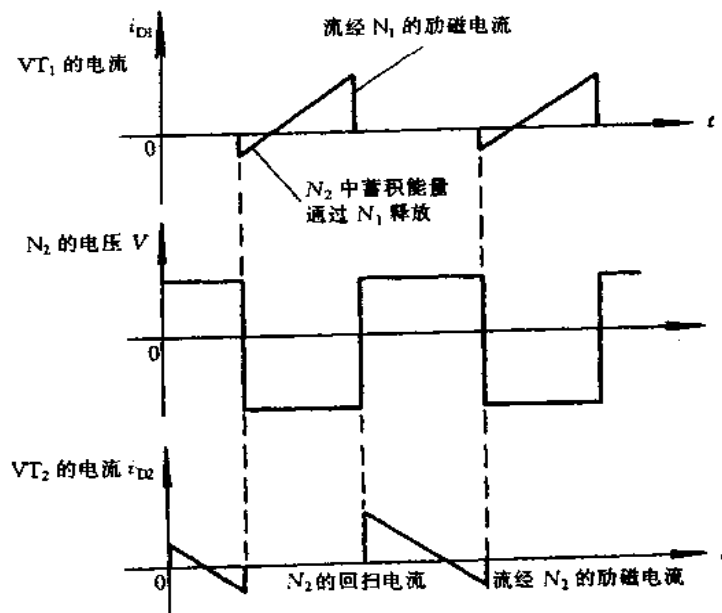 i_D1
流经 N₁ 的励磁电流
VT₁ 的电流
0
t
N₂ 中蓄积能量
通过 N₁ 释放
N₂ 的电压 V
0
VT₂ 的电流 i_D2
0
N₂的回扫电流
流经 N₂ 的励磁电流